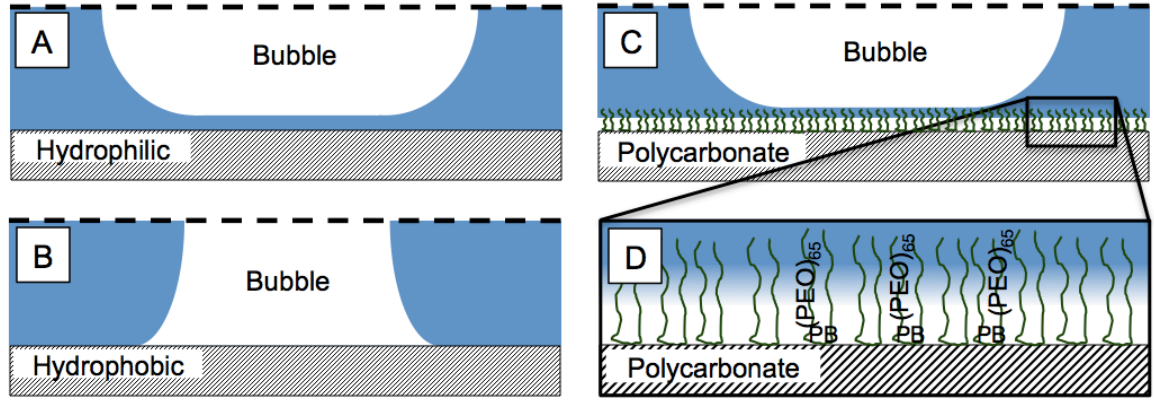 A
Bubble
Hydrophilic
B
Bubble
Hydrophobic
C
Bubble
Polycarbonate
D
(PEO)65
(PEO)65
(PEO)65
PB
PB
PB
Polycarbonate